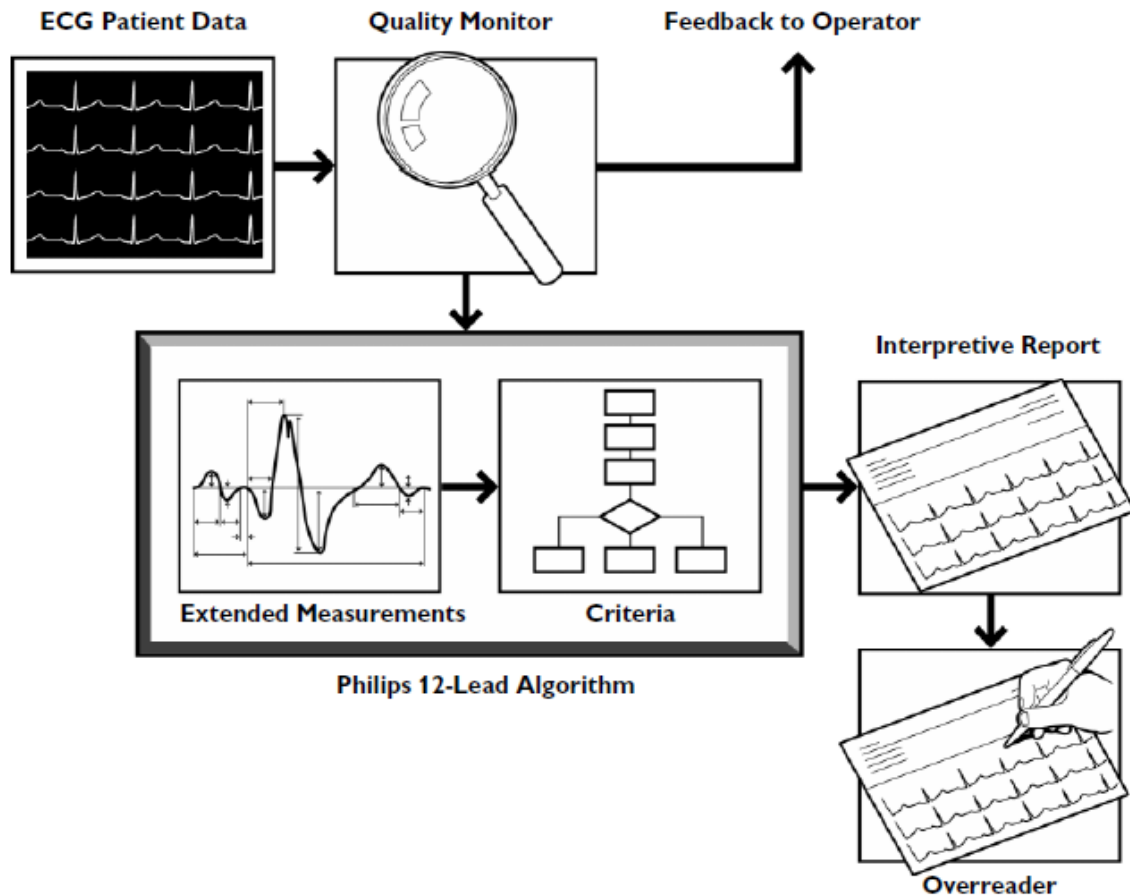 ECG Patient Data
Quality Monitor
Feedback to Operator
Interpretive Report
Extended Measurements
Criteria
Philips 12-Lead Algorithm
Overreader